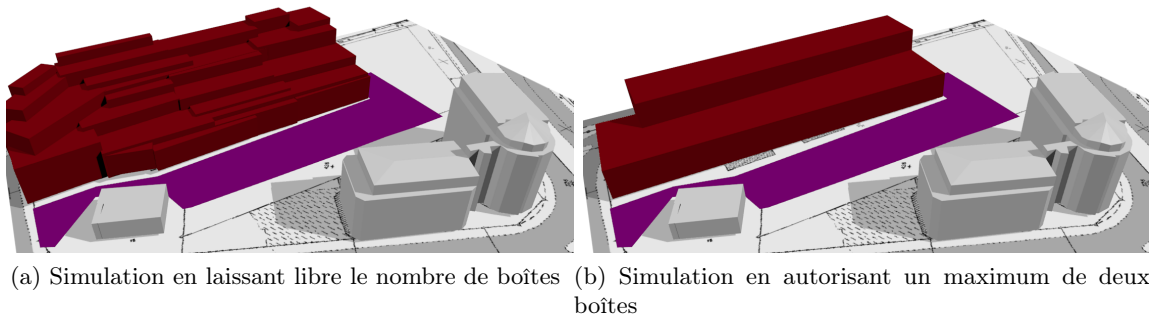 (a) Simulation en laissant libre le nombre de boîtes
(b) Simulation en autorisant un maximum de deux
boîtes